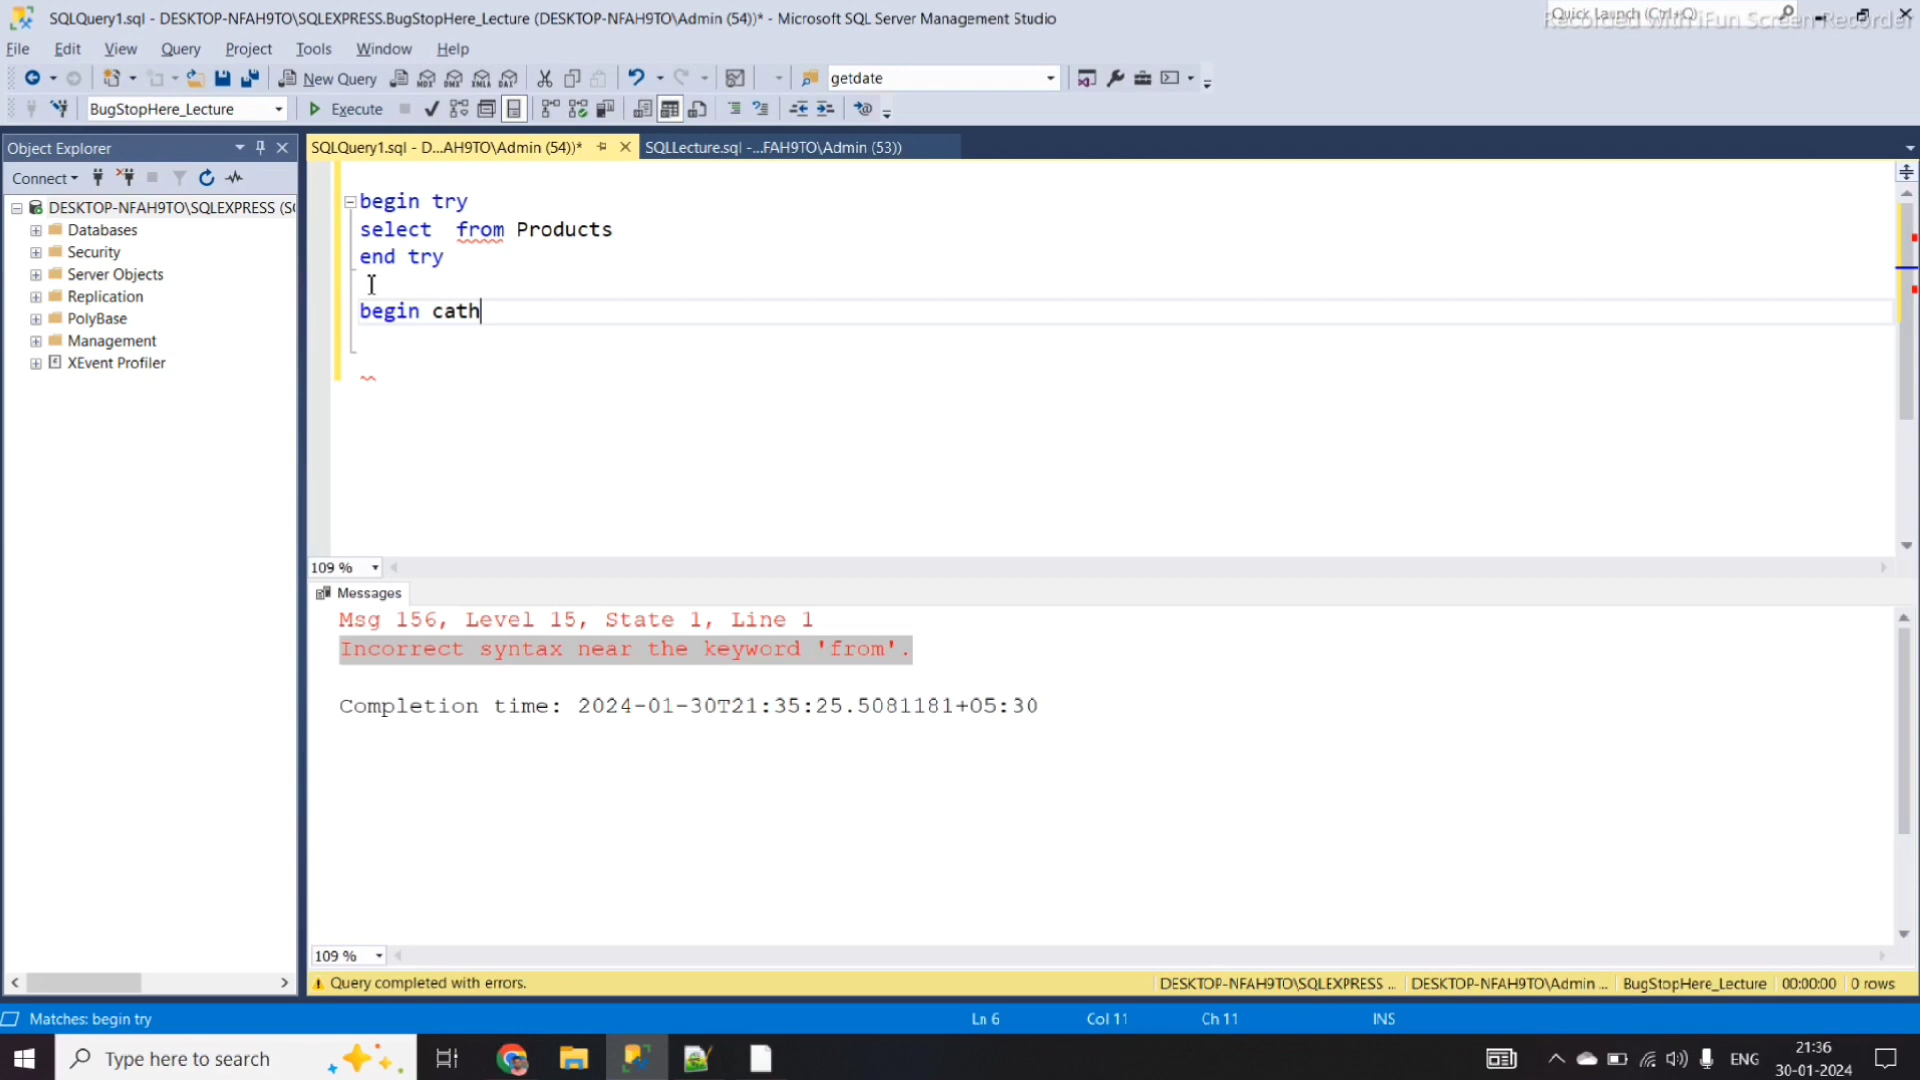 SQLQuery1.sql - DESKTOP-NFAH9TO\SQLEXPRESS.BugStopHere_Lecture (DESKTOP-NFAH9TO\Admin (54))* - Microsoft SQL Server Management Studio
Quick Launch (Ctrl+Q)
Recorded with iFun Screen Recorder
File Edit View Query Project Tools Window Help
New Query
getdate
BugStopHere_Lecture
Execute
Object Explorer
SQLQuery1.sql - D...AH9TO\Admin (54))*
SQLLecture.sql -...FAH9TO\Admin (53))
Connect
DESKTOP-NFAH9TO\SQLEXPRESS (S
Databases
Security
Server Objects
Replication
PolyBase
Management
XEvent Profiler
begin try
select  from Products
end try
begin cath
109 %
Messages
Msg 156, Level 15, State 1, Line 1
Incorrect syntax near the keyword 'from'.
Completion time: 2024-01-30T21:35:25.5081181+05:30
109 %
Query completed with errors.
DESKTOP-NFAH9TO\SQLEXPRESS ...
DESKTOP-NFAH9TO\Admin ...
BugStopHere_Lecture
00:00:00
0 rows
Matches: begin try
Ln 6
Col 11
Ch 11
INS
Type here to search
ENG
21:36
30-01-2024